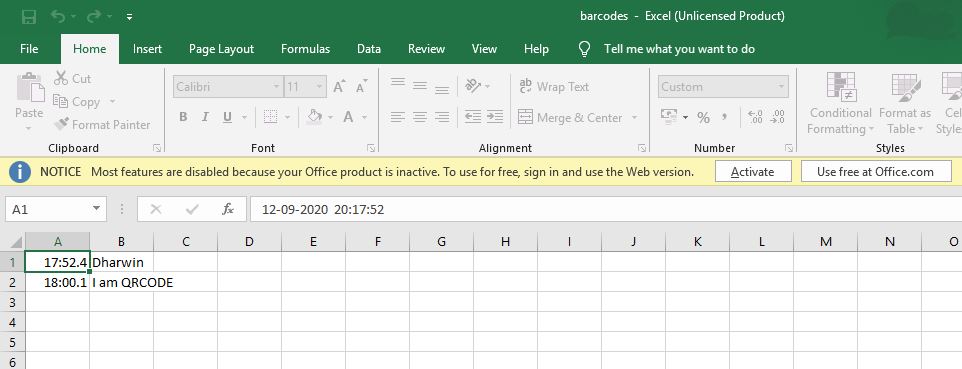 barcodes - Excel (Unlicensed Product)
File Home Insert Page Layout Formulas Data Review View Help Tell me what you want to do
Cut
Copy
Format Painter
Paste
Clipboard
Calibri 11 A A
B I U A
Font
ab Wrap Text
Merge & Center
Alignment
Custom
% ,
Number
Conditional Formatting
Format as Table
Styles
NOTICE Most features are disabled because your Office product is inactive. To use for free, sign in and use the Web version. Activate Use free at Office.com
A1 fx 12-09-2020 20:17:52
A B C D E F G H I J K L M N O
1 17:52.4 Dharwin
2 18:00.1 I am QRCODE
3
4
5
6